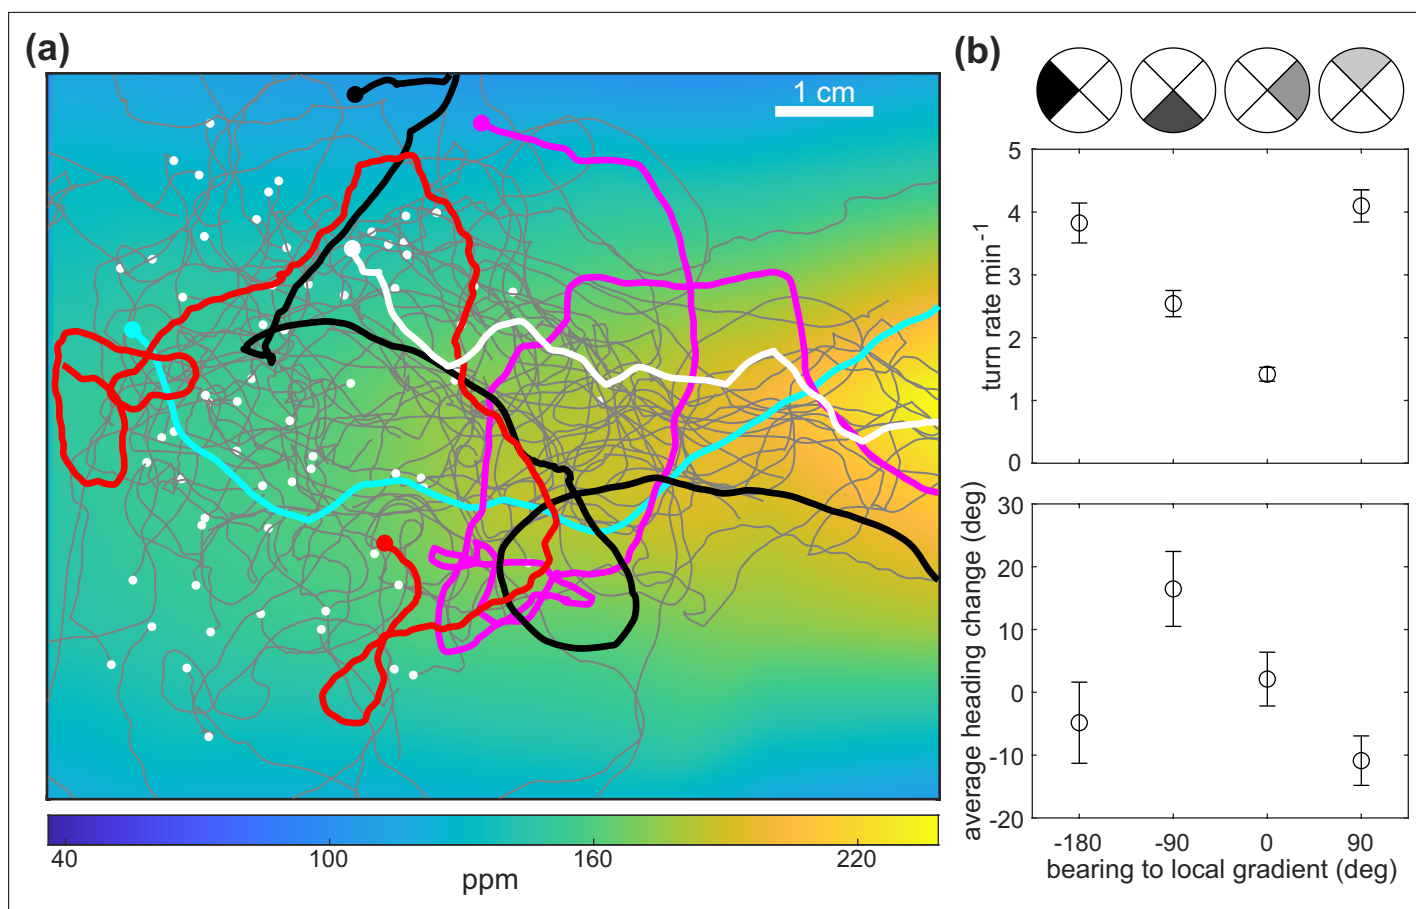 (a)
1 cm
40 100 160 220
ppm
(b)
5
4
3
2
1
0
turn rate min-1
30
20
10
0
-10
-20
average heading change (deg)
-180 -90 0 90
bearing to local gradient (deg)